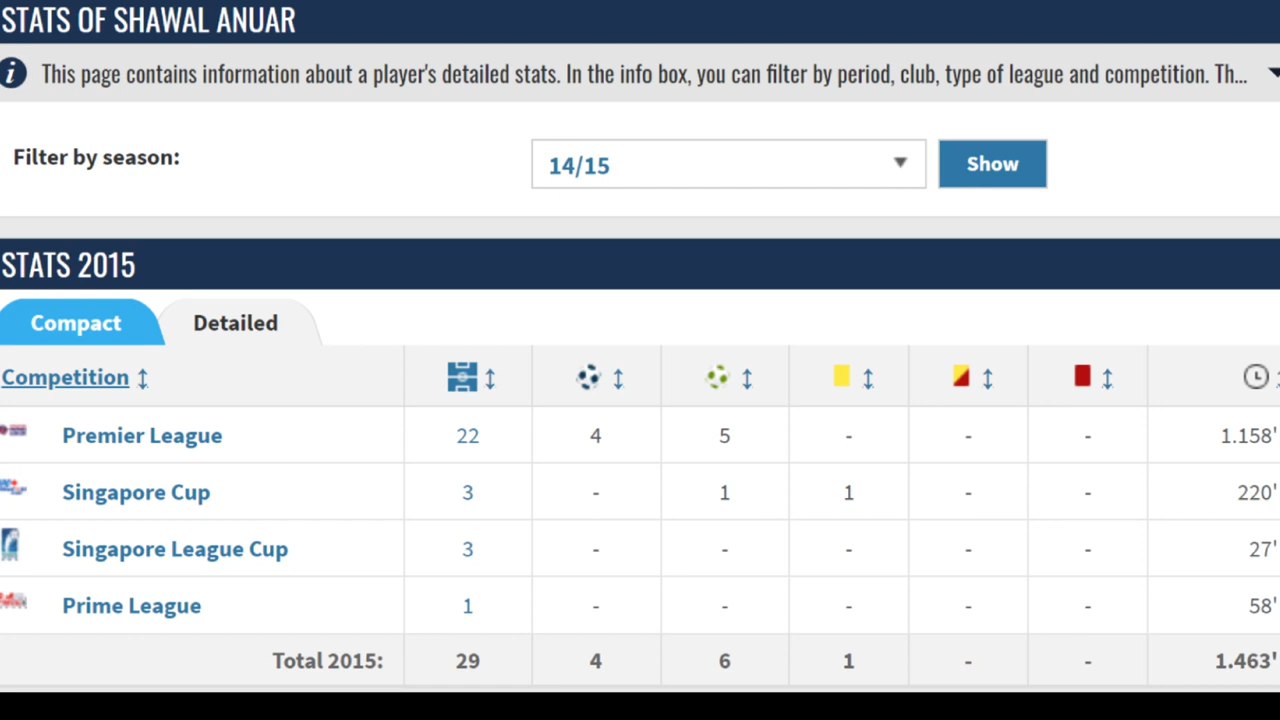 STATS OF SHAWAL ANUAR
This page contains information about a player's detailed stats. In the info box, you can filter by period, club, type of league and competition. Th...
Filter by season: 14/15 Show
STATS 2015
Compact Detailed
Competition
Premier League 22 4 5 - - - 1.158'
Singapore Cup 3 - 1 1 - - 220'
Singapore League Cup 3 - - - - - 27'
Prime League 1 - - - - - 58'
Total 2015: 29 4 6 1 - - 1.463'